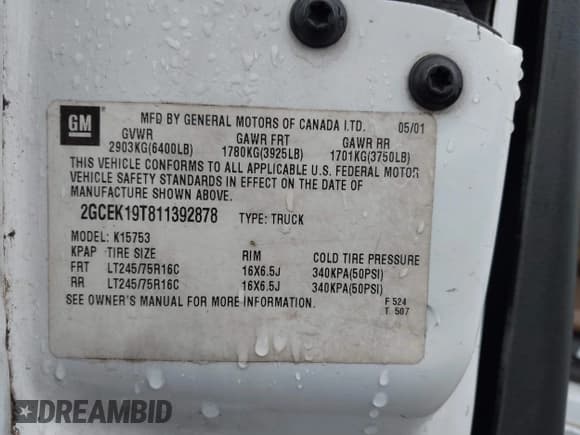 GM
MFD BY GENERAL MOTORS OF CANADA LTD. 05/01
GVWR GAWR FRT GAWR RR
2903KG(6400LB) 1780KG(3925LB) 1701KG(3750LB)
THIS VEHICLE CONFORMS TO ALL APPLICABLE U.S. FEDERAL MOTOR
VEHICLE SAFETY STANDARDS IN EFFECT ON THE DATE OF
MANUFACTURE SHOWN ABOVE.
2GCEK19T811392878 TYPE: TRUCK
MODEL: K15753
KPAP TIRE SIZE RIM COLD TIRE PRESSURE
FRT LT245/75R16C 16X6.5J 340KPA(50PSI)
RR LT245/75R16C 16X6.5J 340KPA(50PSI)
SEE OWNER'S MANUAL FOR MORE INFORMATION. F 524
T 507
DREAMBID